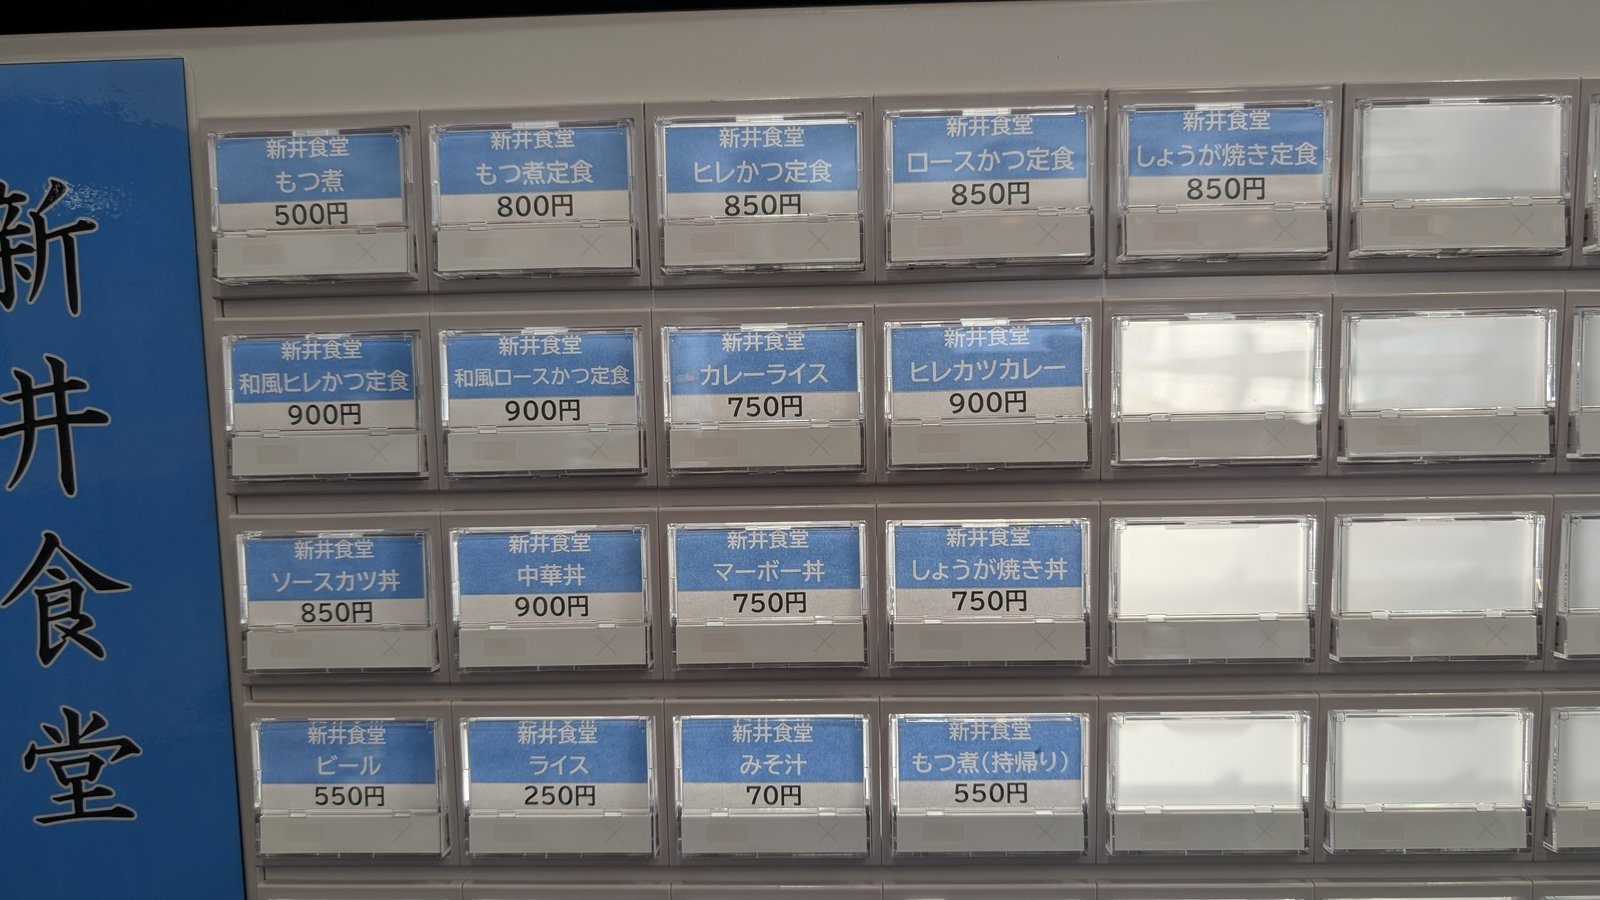 新井食堂
新井食堂
もつ煮
500円
新井食堂
もつ煮定食
800円
新井食堂
ヒレかつ定食
850円
新井食堂
ロースかつ定食
850円
新井食堂
しょうが焼き定食
850円
新井食堂
和風ヒレかつ定食
900円
新井食堂
和風ロースかつ定食
900円
新井食堂
カレーライス
750円
新井食堂
ヒレカツカレー
900円
新井食堂
ソースカツ丼
850円
新井食堂
中華丼
900円
新井食堂
マーボー丼
750円
新井食堂
しょうが焼き丼
750円
新井食堂
ビール
550円
新井食堂
ライス
250円
新井食堂
みそ汁
70円
新井食堂
もつ煮(持帰り)
550円